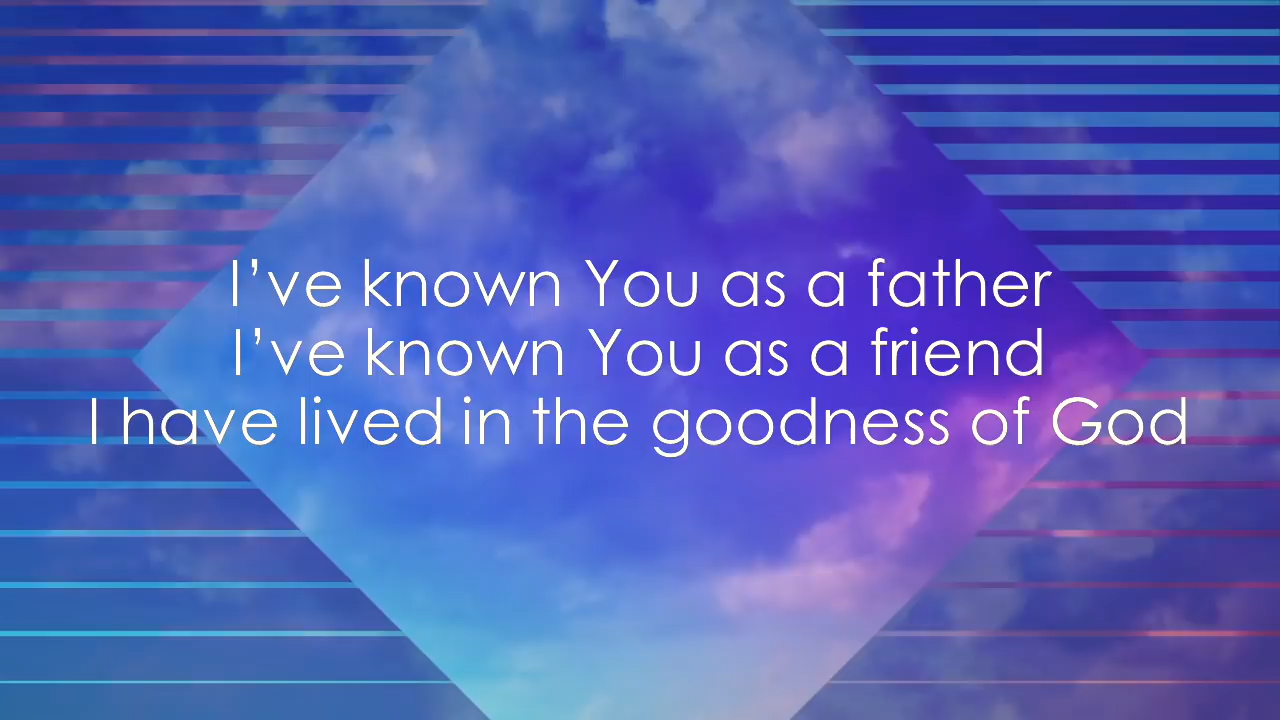 I’ve known You as a father
I’ve known You as a friend
I have lived in the goodness of God